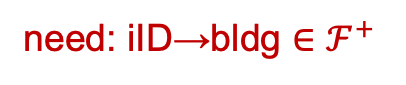 need: iID→bldg ∈ ℱ⁺